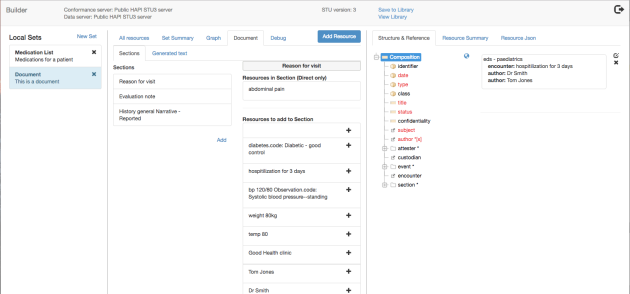 Builder
Conformance server: Public HAPI STU3 server
Data server: Public HAPI STU3 server
STU version: 3
Save to Library
View Library
Local Sets
New Set
Medication List
Medications for a patient
Document
This is a document
All resources
Set Summary
Graph
Document
Debug
Add Resource
Sections
Generated text
Sections
Reason for visit
Evaluation note
History general Narrative -
Reported
Add
Reason for visit
Resources in Section (Direct only)
abdominal pain
Resources to add to Section
diabetes.code: Diabetic - good
control
hospitilization for 3 days
bp 120/80 Observation.code:
Systolic blood pressure--standing
weight 80kg
temp 80
Good Health clinic
Tom Jones
Dr Smith
Structure & Reference
Resource Summary
Resource Json
Composition
identifier
date
type
class
title
status
confidentiality
subject
author *[s]
attester *
custodian
event *
encounter
section *
eds - paediatrics
encounter: hospitilization for 3 days
author: Dr Smith
author: Tom Jones